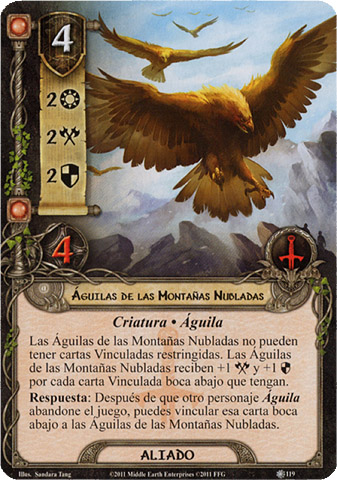 4
2
2
2
4
Águilas de las Montañas Nubladas
Criatura • Águila
Las Águilas de las Montañas Nubladas no pueden
tener cartas Vinculadas restringidas. Las Águilas
de las Montañas Nubladas reciben +1 y +1
por cada carta Vinculada boca abajo que tengan.
Respuesta: Después de que otro personaje Águila
abandone el juego, puedes vincular esa carta boca
abajo a las Águilas de las Montañas Nubladas.
ALIADO
Illus. Sandara Tang ©2011 Middle Earth Enterprises ©2011 FFG 119